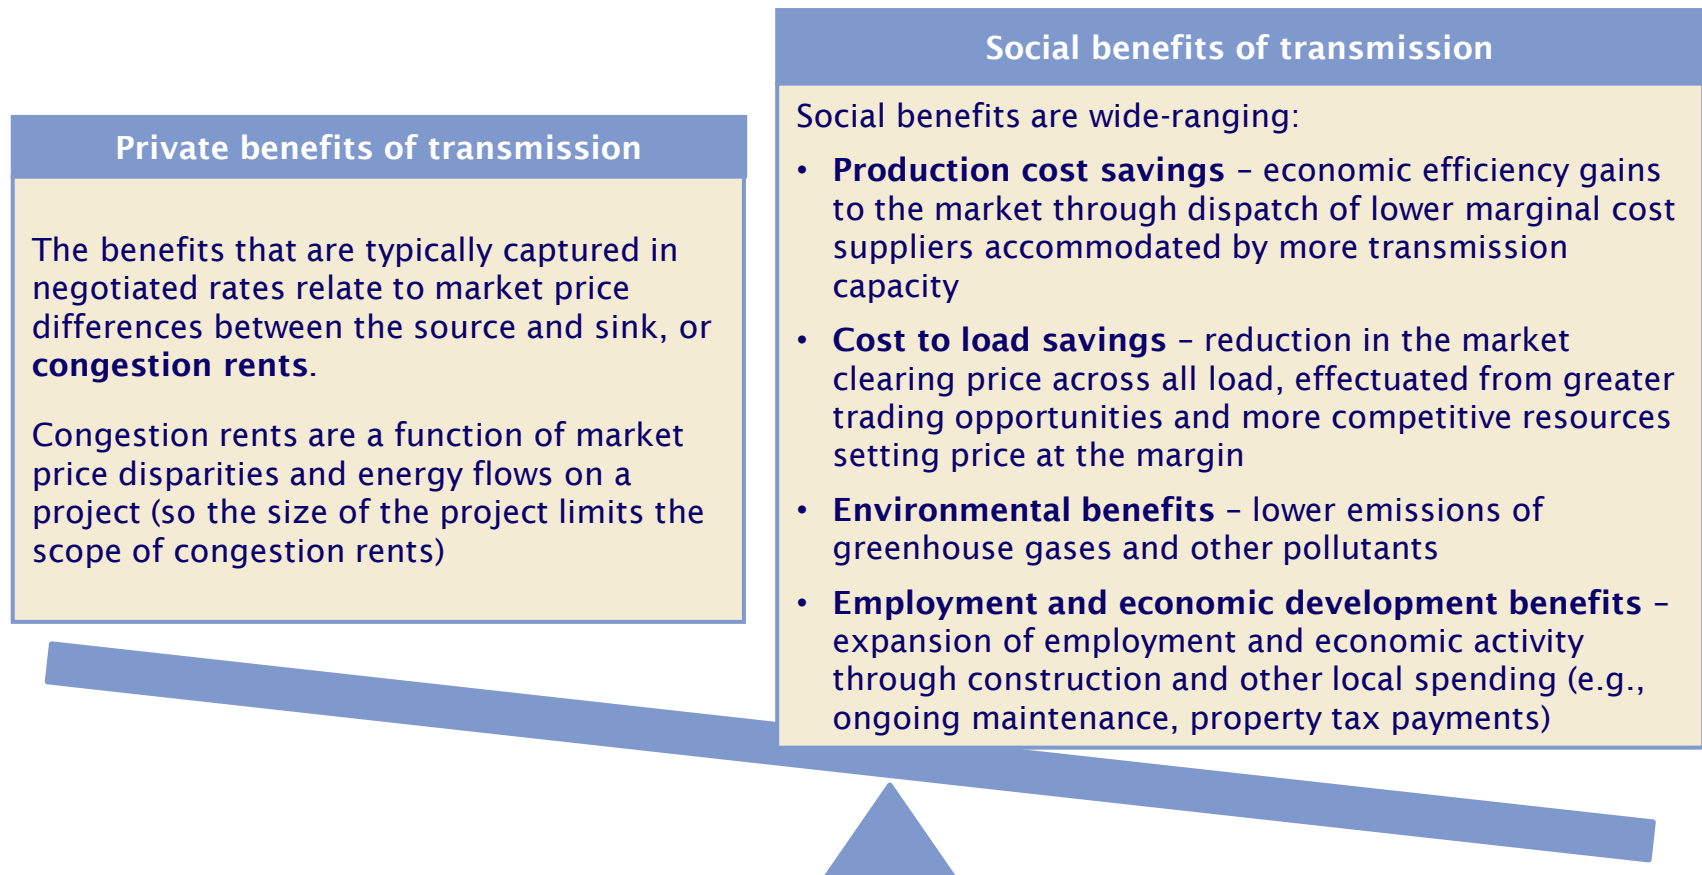 Private benefits of transmission
The benefits that are typically captured in
negotiated rates relate to market price
differences between the source and sink, or
congestion rents.
Congestion rents are a function of market
price disparities and energy flows on a
project (so the size of the project limits the
scope of congestion rents)
Social benefits of transmission
Social benefits are wide-ranging:
• Production cost savings – economic efficiency gains
to the market through dispatch of lower marginal cost
suppliers accommodated by more transmission
capacity
• Cost to load savings – reduction in the market
clearing price across all load, effectuated from greater
trading opportunities and more competitive resources
setting price at the margin
• Environmental benefits – lower emissions of
greenhouse gases and other pollutants
• Employment and economic development benefits –
expansion of employment and economic activity
through construction and other local spending (e.g.,
ongoing maintenance, property tax payments)